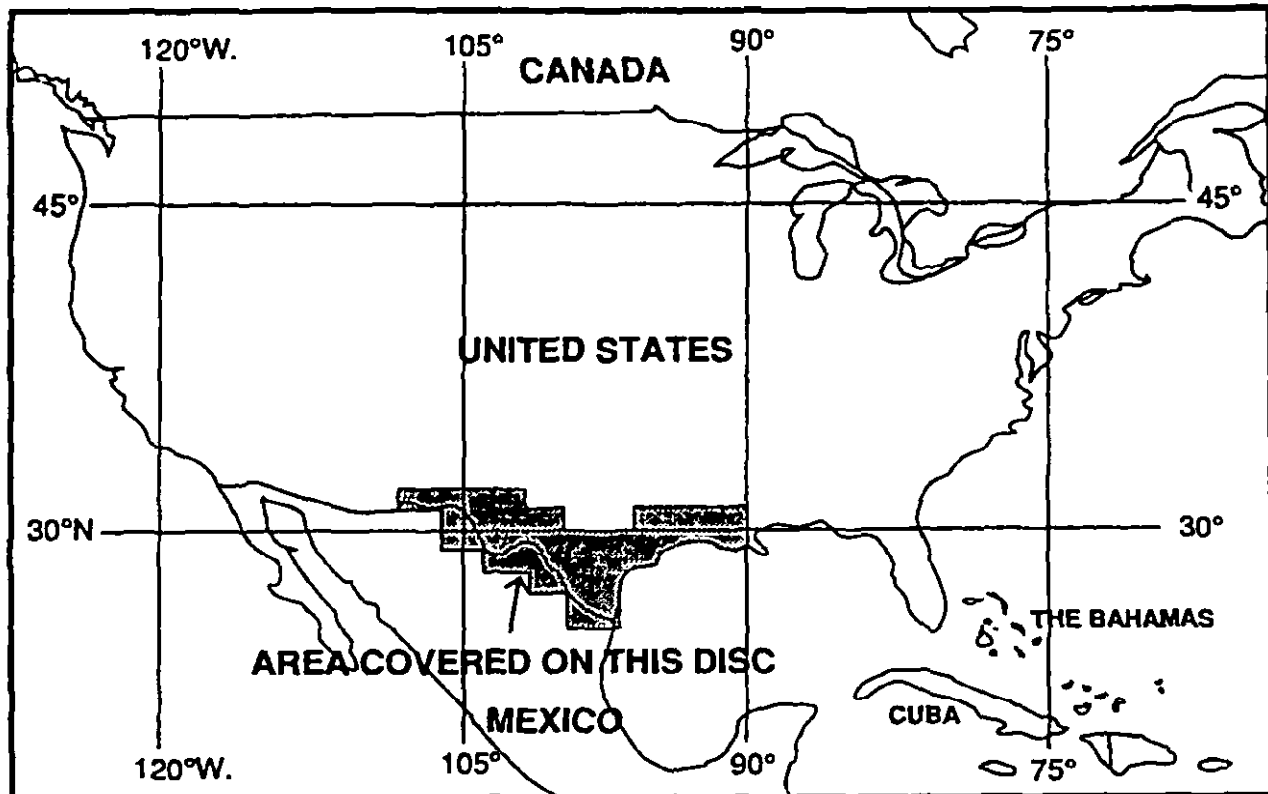 120°W. 105° 90° 75°
CANADA
45° 45°
UNITED STATES
30°N 30°
THE BAHAMAS
AREA COVERED ON THIS DISC
CUBA
MEXICO
120°W. 105° 90° 75°